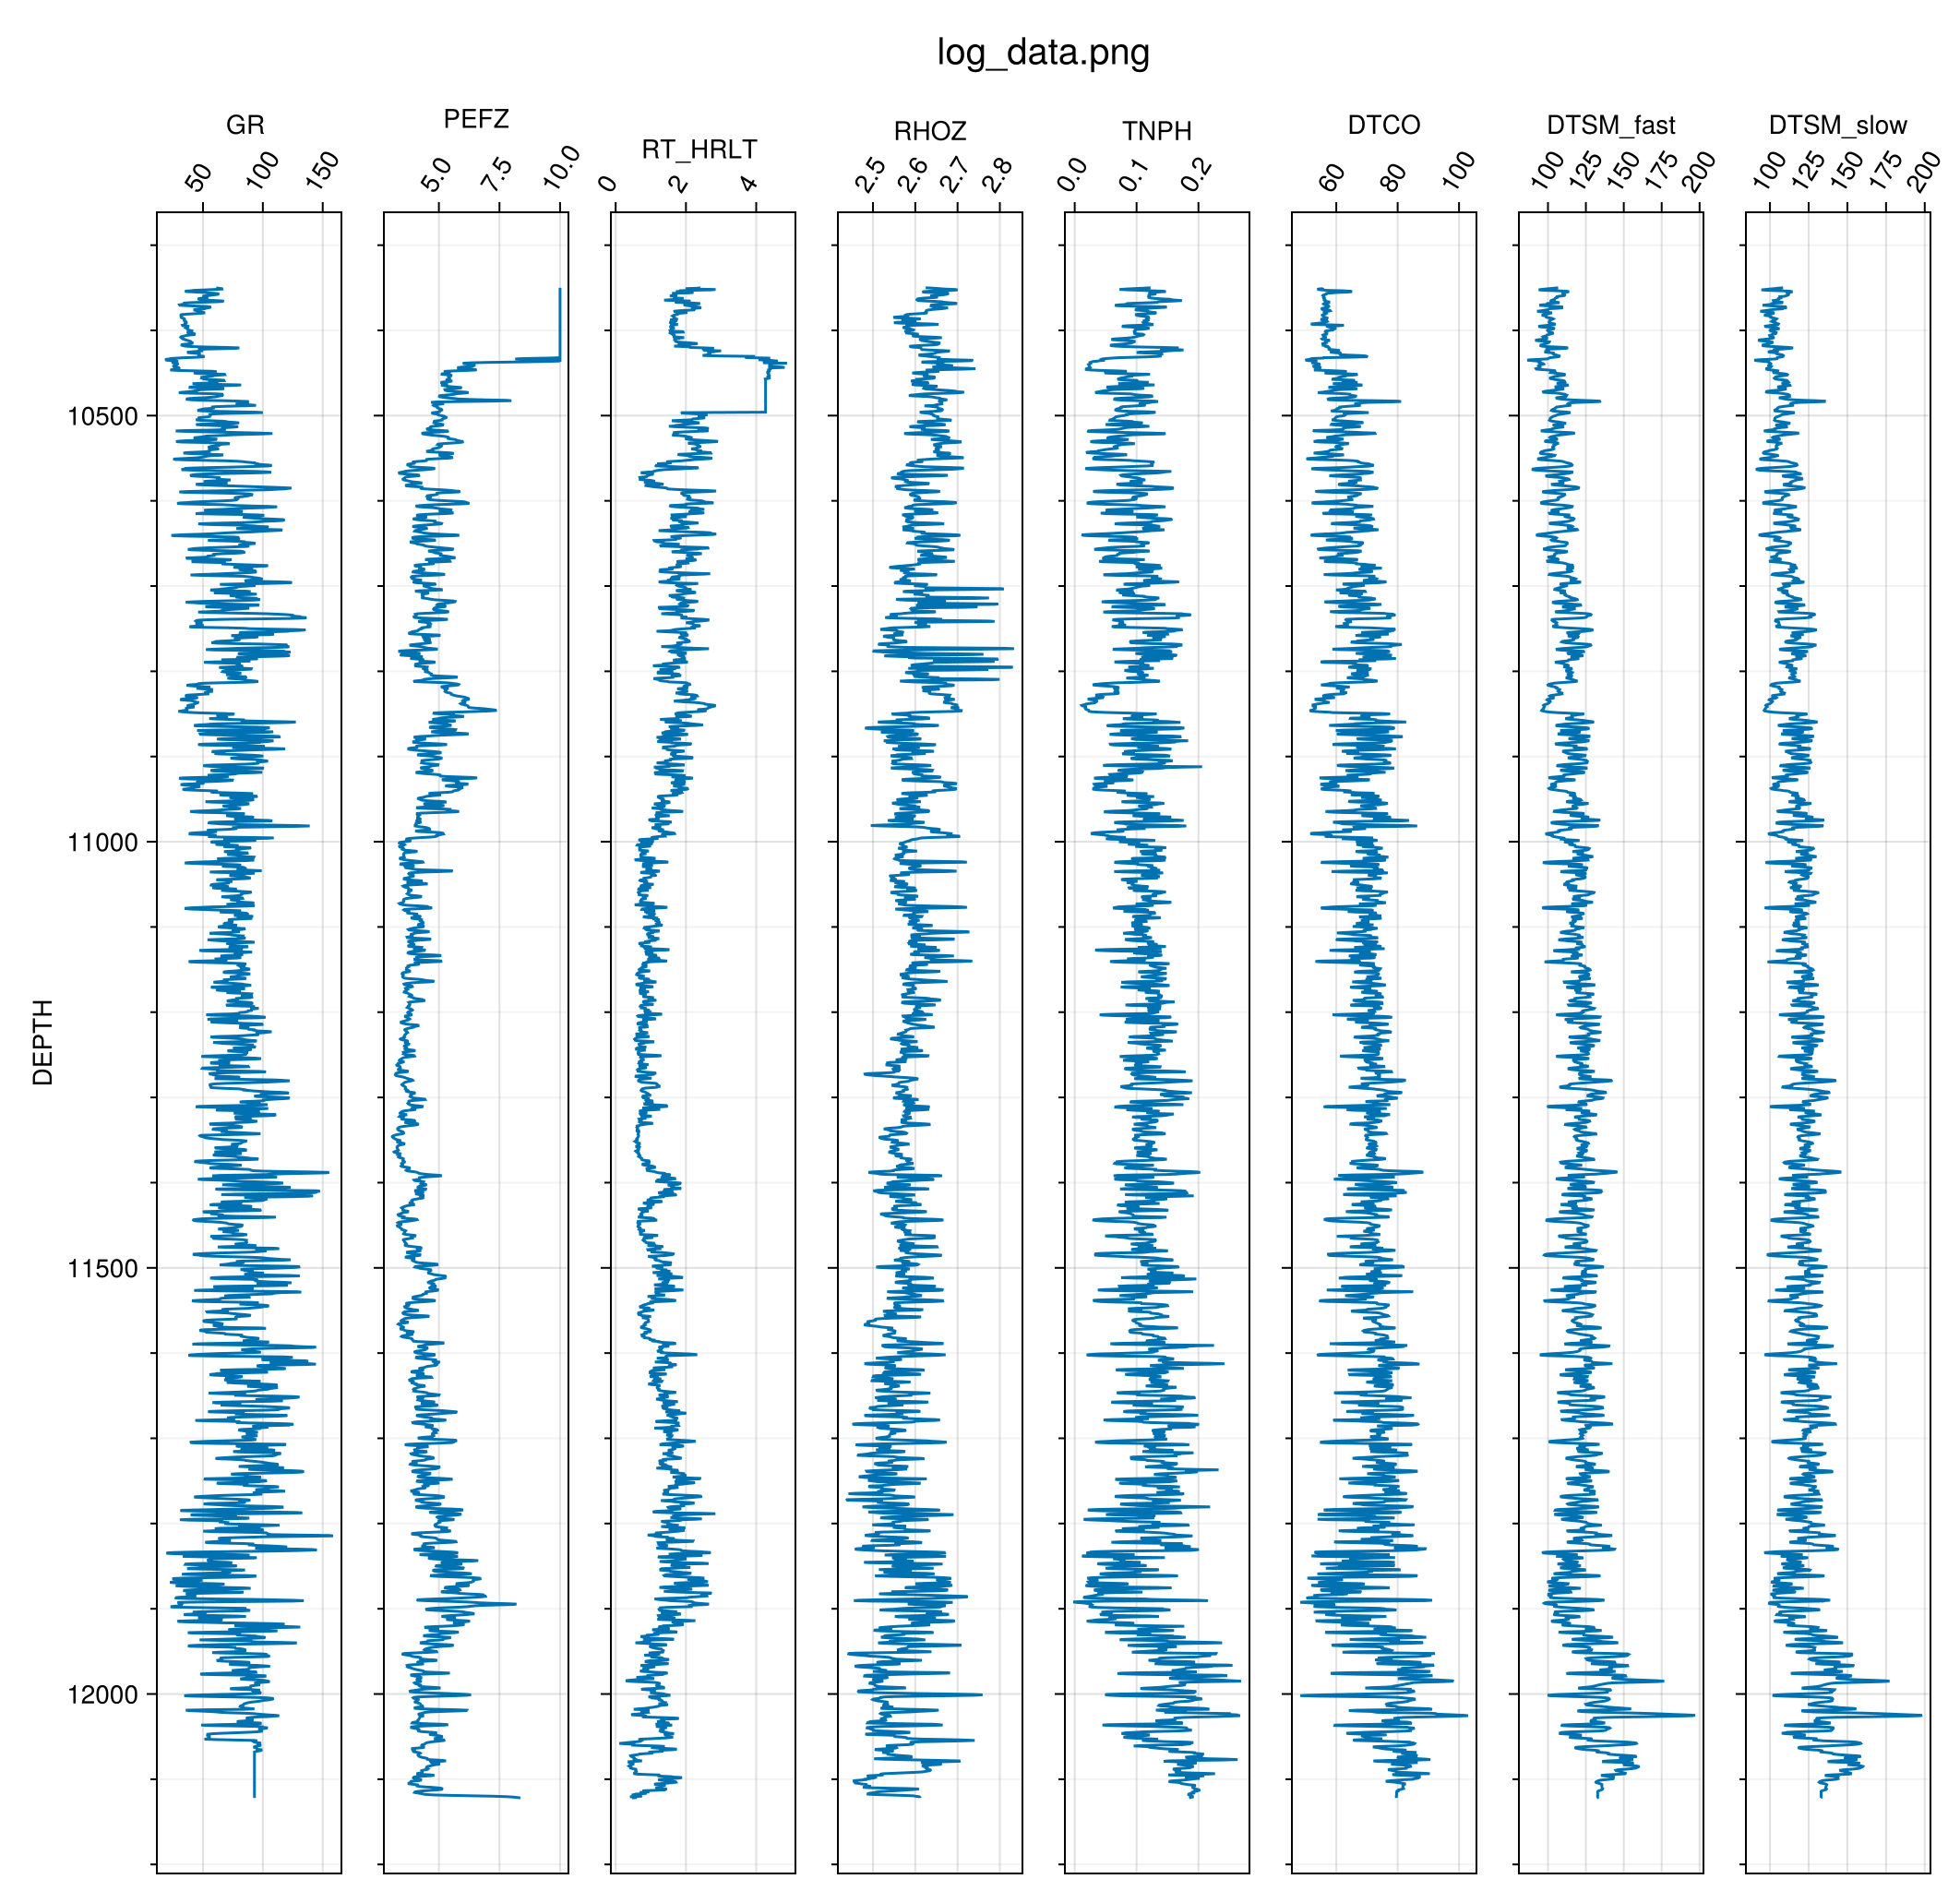 log_data.png
GR
PEFZ
RT_HRLT
RHOZ
TNPH
DTCO
DTSM_fast
DTSM_slow
50 100 150
5.0 7.5 10.0
0 2 4
2.5 2.6 2.7 2.8
0.0 0.1 0.2
60 80 100
100 125 150 175 200
100 125 150 175 200
10500
11000
DEPTH
11500
12000